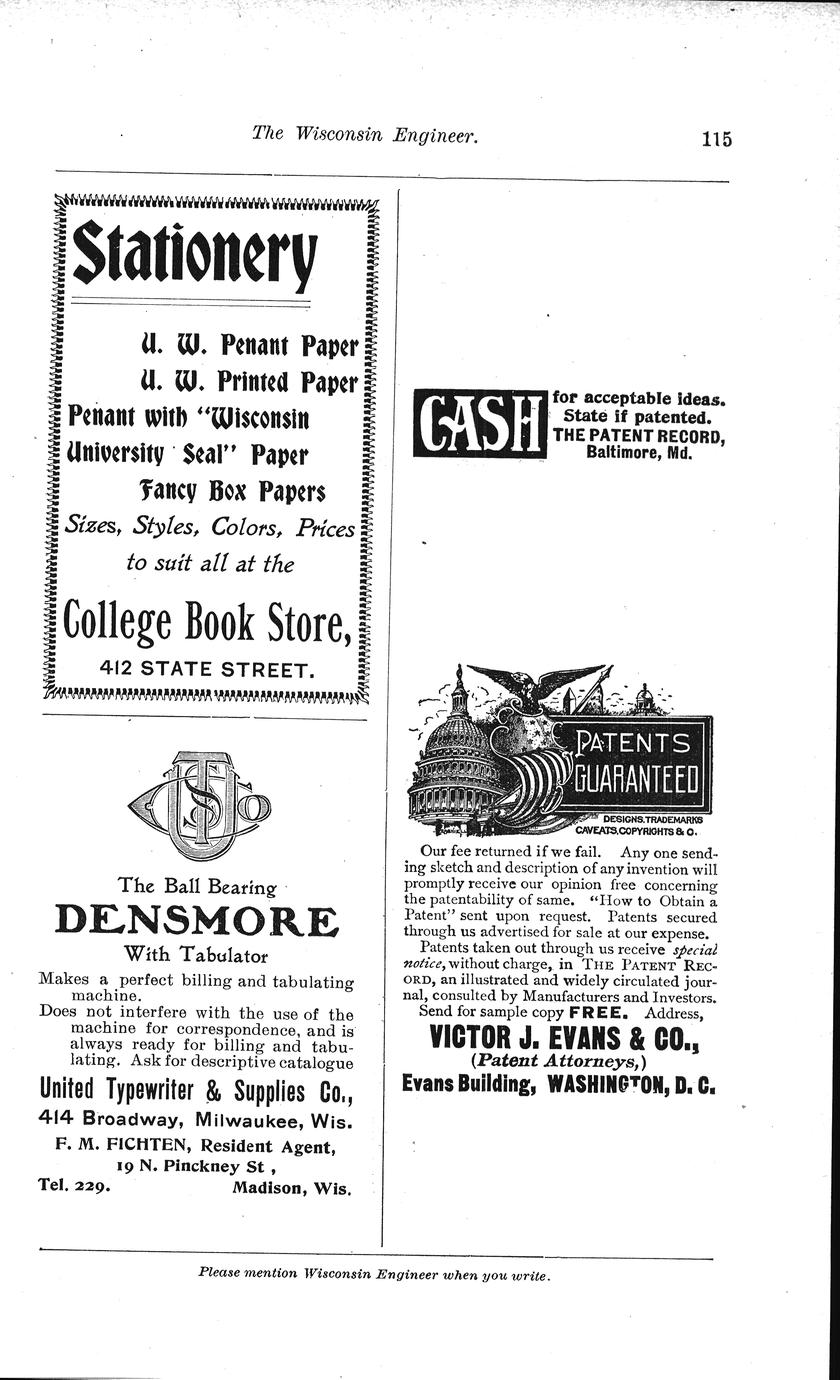 The Wisconsin Engineer. 115
Stationery
U. W. Penant Paper
U. W. Printed Paper
Penant with "Wisconsin
University Seal" Paper
Fancy Box Papers
Sizes, Styles, Colors, Prices
to suit all at the
College Book Store,
412 STATE STREET.
The Ball Bearing
DENSMORE
With Tabulator
Makes a perfect billing and tabulating
machine.
Does not interfere with the use of the
machine for correspondence, and is
always ready for billing and tabu-
lating. Ask for descriptive catalogue
United Typewriter & Supplies Co.,
414 Broadway, Milwaukee, Wis.
F. M. FICHTEN, Resident Agent,
19 N. Pinckney St ,
Tel. 229. Madison, Wis.
CASH for acceptable ideas.
State if patented.
THE PATENT RECORD,
Baltimore, Md.
PATENTS
GUARANTEED
DESIGNS.TRADEMARKS
CAVEATS.COPYRIGHTS & O.
Our fee returned if we fail. Any one send-
ing sketch and description of any invention will
promptly receive our opinion free concerning
the patentability of same. "How to Obtain a
Patent" sent upon request. Patents secured
through us advertised for sale at our expense.
Patents taken out through us receive special
notice, without charge, in THE PATENT REC-
ORD, an illustrated and widely circulated jour-
nal, consulted by Manufacturers and Investors.
Send for sample copy FREE. Address,
VICTOR J. EVANS & CO.,
(Patent Attorneys,)
Evans Building, WASHINGTON, D. C.
Please mention Wisconsin Engineer when you write.